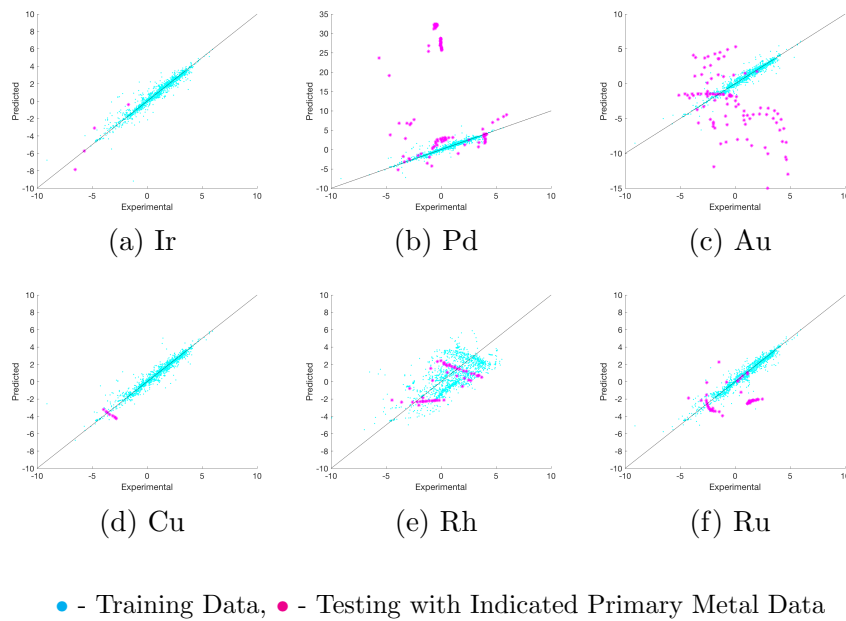 10
8
6
4
2
0
-2
-4
-6
-8
-10
-10 -5 0 5 10
Predicted
Experimental
(a) Ir
35
30
25
20
15
10
5
0
-5
-10
-10 -5 0 5 10
Predicted
Experimental
(b) Pd
10
5
0
-5
-10
-15
-10 -5 0 5 10
Predicted
Experimental
(c) Au
10
8
6
4
2
0
-2
-4
-6
-8
-10
-10 -5 0 5 10
Predicted
Experimental
(d) Cu
10
8
6
4
2
0
-2
-4
-6
-8
-10
-10 -5 0 5 10
Predicted
Experimental
(e) Rh
10
8
6
4
2
0
-2
-4
-6
-8
-10
-10 -5 0 5 10
Predicted
Experimental
(f) Ru
- Training Data, - Testing with Indicated Primary Metal Data